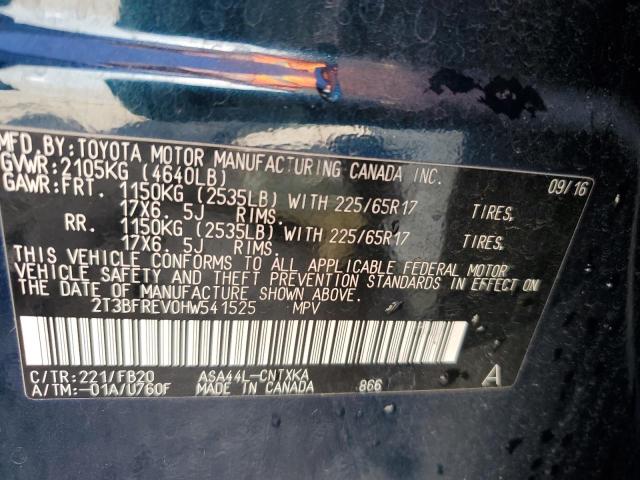 MFD. BY: TOYOTA MOTOR MANUFACTURING CANADA INC.
GVWR: 2105KG (4640LB) 09/16
GAWR: FRT. 1150KG (2535LB) WITH 225/65R17 TIRES,
17X6.5J RIMS.
RR. 1150KG (2535LB) WITH 225/65R17 TIRES,
17X6.5J RIMS.
THIS VEHICLE CONFORMS TO ALL APPLICABLE FEDERAL MOTOR
VEHICLE SAFETY AND THEFT PREVENTION STANDARDS IN EFFECT ON
THE DATE OF MANUFACTURE SHOWN ABOVE.
2T3BFREV0HW541525 MPV
C/TR: 221/FB20 ASA44L-CNTXKA A
A/TM: -01A/U760F MADE IN CANADA 866